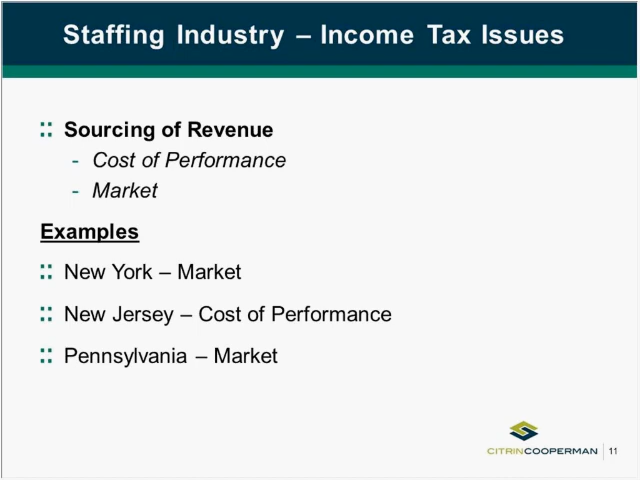 Staffing Industry – Income Tax Issues
Sourcing of Revenue
- Cost of Performance
- Market
Examples
New York – Market
New Jersey – Cost of Performance
Pennsylvania – Market
CITRINCOOPERMAN 11